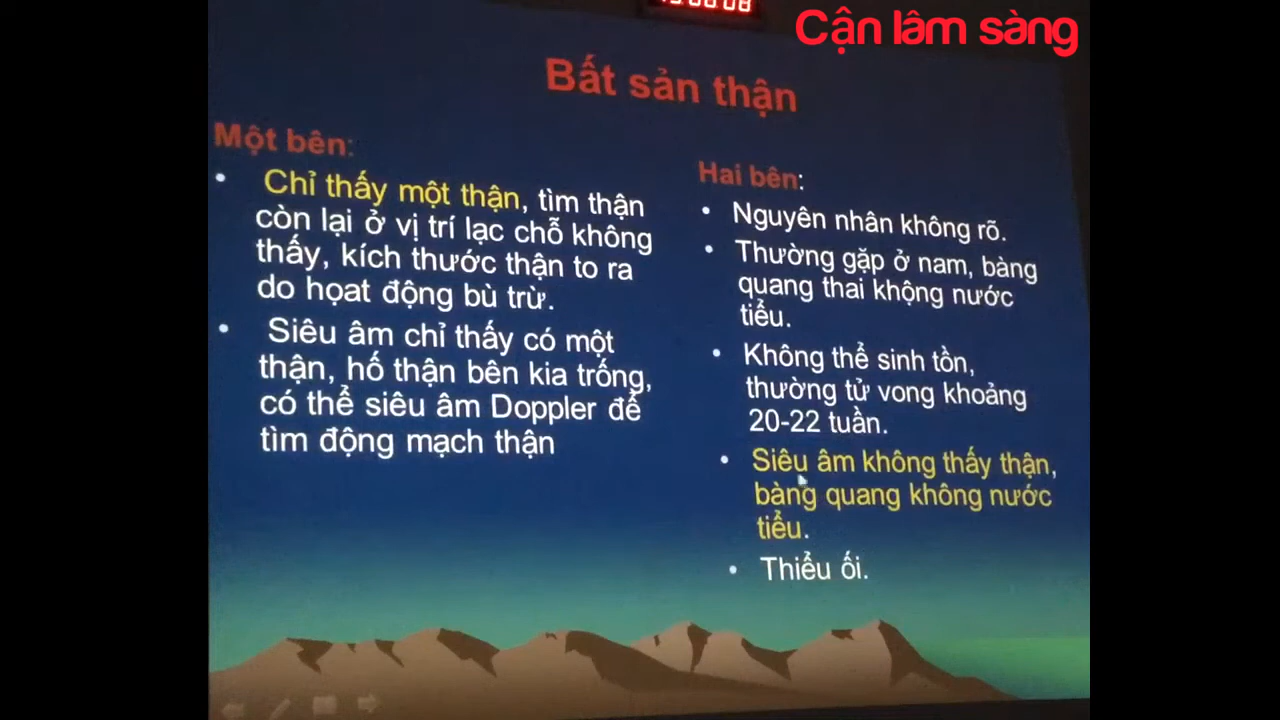 Cận lâm sàng
Bất sản thận
Một bên:
• Chỉ thấy một thận, tìm thận
còn lại ở vị trí lạc chỗ không
thấy, kích thước thận to ra
do họat động bù trừ.
• Siêu âm chỉ thấy có một
thận, hố thận bên kia trống,
có thể siêu âm Doppler để
tìm động mạch thận
Hai bên:
• Nguyên nhân không rõ.
• Thường gặp ở nam, bàng
quang thai khộng nước
tiểu.
• Không thể sinh tồn,
thường tử vong khoảng
20-22 tuần.
• Siêu âm không thấy thận,
bàng quang không nước
tiểu.
• Thiểu ối.